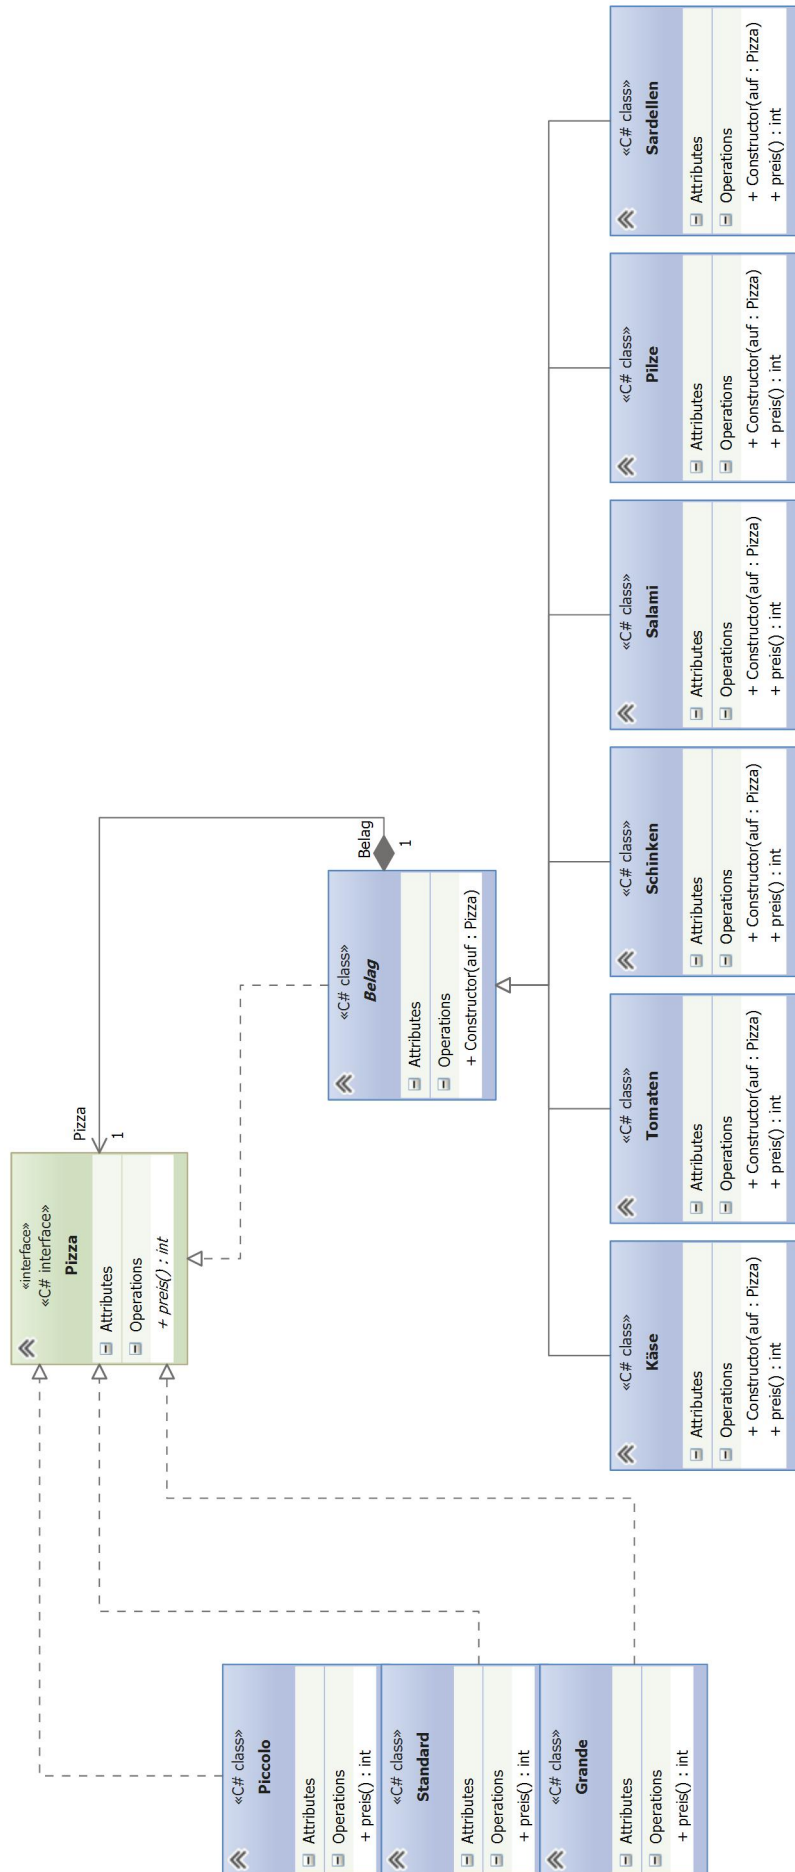 «interface»
«C# interface»
Pizza
Attributes
Operations
+ preis() : int
Pizza
1
Belag
1
«C# class»
Belag
Attributes
Operations
+ Constructor(auf : Pizza)
«C# class»
Piccolo
Attributes
Operations
+ preis() : int
«C# class»
Standard
Attributes
Operations
+ preis() : int
«C# class»
Grande
Attributes
Operations
+ preis() : int
«C# class»
Käse
Attributes
Operations
+ Constructor(auf : Pizza)
+ preis() : int
«C# class»
Tomaten
Attributes
Operations
+ Constructor(auf : Pizza)
+ preis() : int
«C# class»
Schinken
Attributes
Operations
+ Constructor(auf : Pizza)
+ preis() : int
«C# class»
Salami
Attributes
Operations
+ Constructor(auf : Pizza)
+ preis() : int
«C# class»
Pilze
Attributes
Operations
+ Constructor(auf : Pizza)
+ preis() : int
«C# class»
Sardellen
Attributes
Operations
+ Constructor(auf : Pizza)
+ preis() : int